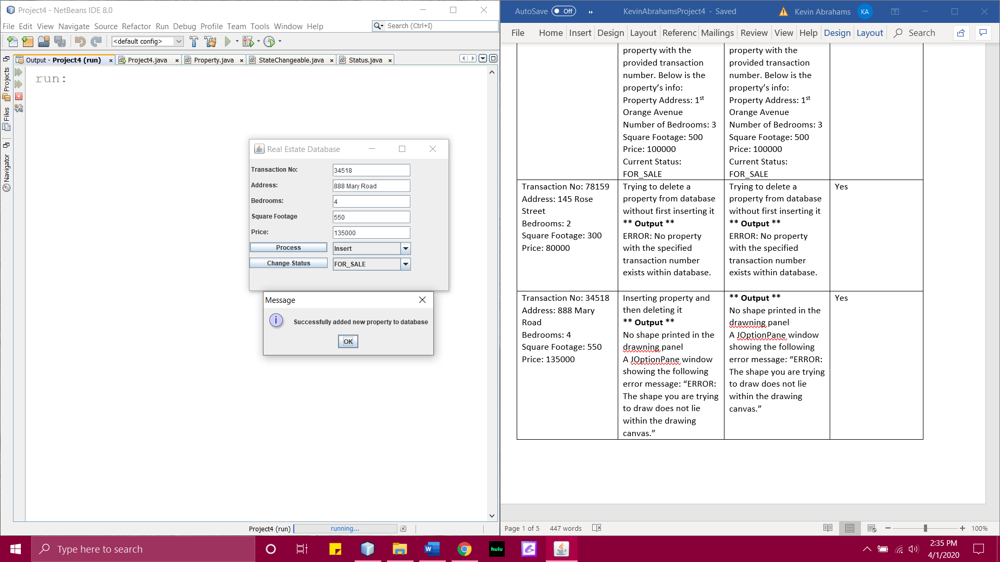 Project4 - NetBeans IDE 8.0
File Edit View Navigate Source Refactor Run Debug Profile Team Tools Window Help
Search (Ctrl+I)
<default config>
Output - Project4 (run) × Project4.java × Property.java × StateChangeable.java × Status.java ×
Projects
Files
Navigator
run:
Real Estate Database
Transaction No: 34518
Address: 888 Mary Road
Bedrooms: 4
Square Footage 550
Price: 135000
Process Insert
Change Status FOR_SALE
Message
Successfully added new property to database
OK
Project4 (run) running...
AutoSave Off
KevinAbrahamsProject4 - Saved
Kevin Abrahams KA
File Home Insert Design Layout Referenc Mailings Review View Help Design Layout Search
property with the
provided transaction
number. Below is the
property’s info:
Property Address: 1st
Orange Avenue
Number of Bedrooms: 3
Square Footage: 500
Price: 100000
Current Status:
FOR_SALE
property with the
provided transaction
number. Below is the
property’s info:
Property Address: 1st
Orange Avenue
Number of Bedrooms: 3
Square Footage: 500
Price: 100000
Current Status:
FOR_SALE
Transaction No: 78159
Address: 145 Rose
Street
Bedrooms: 2
Square Footage: 300
Price: 80000
Trying to delete a
property from database
without first inserting it
** Output **
ERROR: No property
with the specified
transaction number
exists within database.
Trying to delete a
property from database
without first inserting it
** Output **
ERROR: No property
with the specified
transaction number
exists within database.
Yes
Transaction No: 34518
Address: 888 Mary
Road
Bedrooms: 4
Square Footage: 550
Price: 135000
Inserting property and
then deleting it
** Output **
No shape printed in the
drawning panel
A JOptionPane window
showing the following
error message: “ERROR:
The shape you are trying
to draw does not lie
within the drawing
canvas.”
** Output **
No shape printed in the
drawning panel
A JOptionPane window
showing the following
error message: “ERROR:
The shape you are trying
to draw does not lie
within the drawing
canvas.”
Yes
Page 1 of 5 447 words
100%
Type here to search
hulu
2:35 PM
4/1/2020